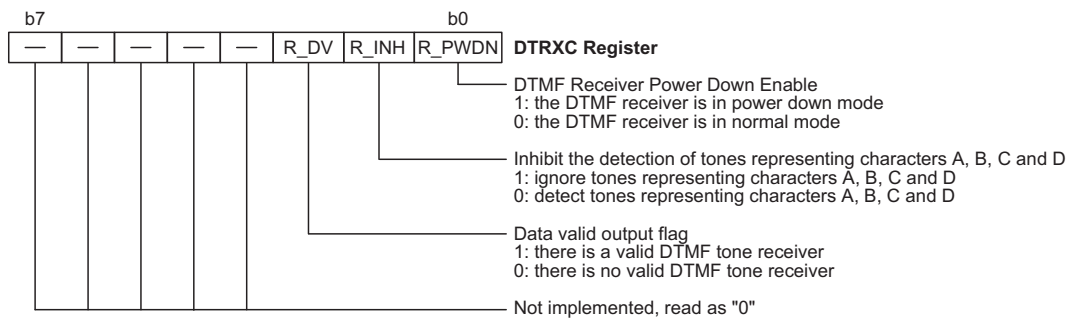 b7 b0
— — — — — R_DV R_INH R_PWDN DTRXC Register
DTMF Receiver Power Down Enable
1: the DTMF receiver is in power down mode
0: the DTMF receiver is in normal mode
Inhibit the detection of tones representing characters A, B, C and D
1: ignore tones representing characters A, B, C and D
0: detect tones representing characters A, B, C and D
Data valid output flag
1: there is a valid DTMF tone receiver
0: there is no valid DTMF tone receiver
Not implemented, read as "0"